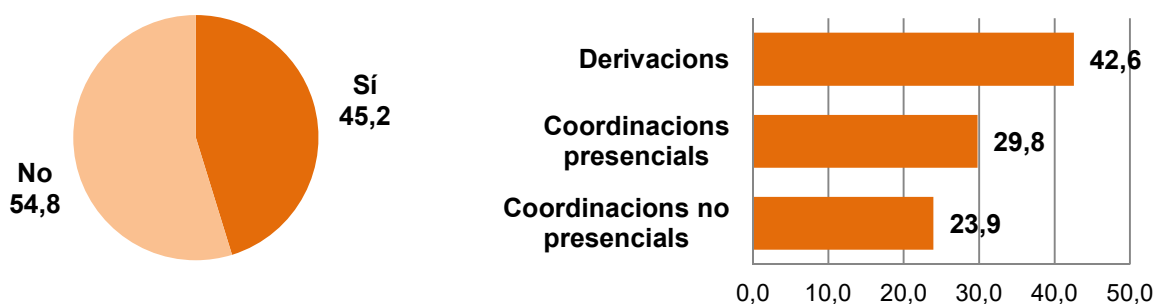 Sí
45,2
No
54,8
Derivacions
42,6
Coordinacions
presencials
29,8
Coordinacions no
presencials
23,9
0,0 10,0 20,0 30,0 40,0 50,0